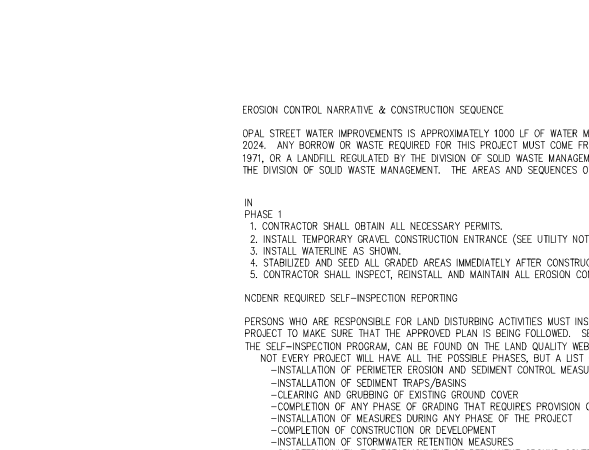 EROSION CONTROL NARRATIVE & CONSTRUCTION SEQUENCE
OPAL STREET WATER IMPROVEMENTS IS APPROXIMATELY 1000 LF OF WATER
2024. ANY BORROW OR WASTE REQUIRED FOR THIS PROJECT MUST COME
1971, OR A LANDFILL REGULATED BY THE DIVISION OF SOLID WASTE
THE DIVISION OF SOLID WASTE MANAGEMENT. THE AREAS AND SEQUENCES
IN
PHASE 1
1. CONTRACTOR SHALL OBTAIN ALL NECESSARY PERMITS.
2. INSTALL TEMPORARY GRAVEL CONSTRUCTION ENTRANCE (SEE UTILITY
3. INSTALL WATERLINE AS SHOWN.
4. STABILIZED AND SEED ALL GRADED AREAS IMMEDIATELY AFTER
5. CONTRACTOR SHALL INSPECT, REINSTALL AND MAINTAIN ALL EROSION
NCDENR REQUIRED SELF-INSPECTION REPORTING
PERSONS WHO ARE RESPONSIBLE FOR LAND DISTURBING ACTIVITIES MUST
PROJECT TO MAKE SURE THAT THE APPROVED PLAN IS BEING FOLLOWED.
THE SELF-INSPECTION PROGRAM, CAN BE FOUND ON THE LAND QUALITY
NOT EVERY PROJECT WILL HAVE ALL THE POSSIBLE PHASES, BUT A LIST
-INSTALLATION OF PERIMETER EROSION AND SEDIMENT CONTROL
-INSTALLATION OF SEDIMENT TRAPS/BASINS
-CLEARING AND GRUBBING OF EXISTING GROUND COVER
-COMPLETION OF ANY PHASE OF GRADING THAT REQUIRES PROVISION
-INSTALLATION OF MEASURES DURING ANY PHASE OF THE PROJECT
-COMPLETION OF CONSTRUCTION OR DEVELOPMENT
-INSTALLATION OF STORMWATER RETENTION MEASURES